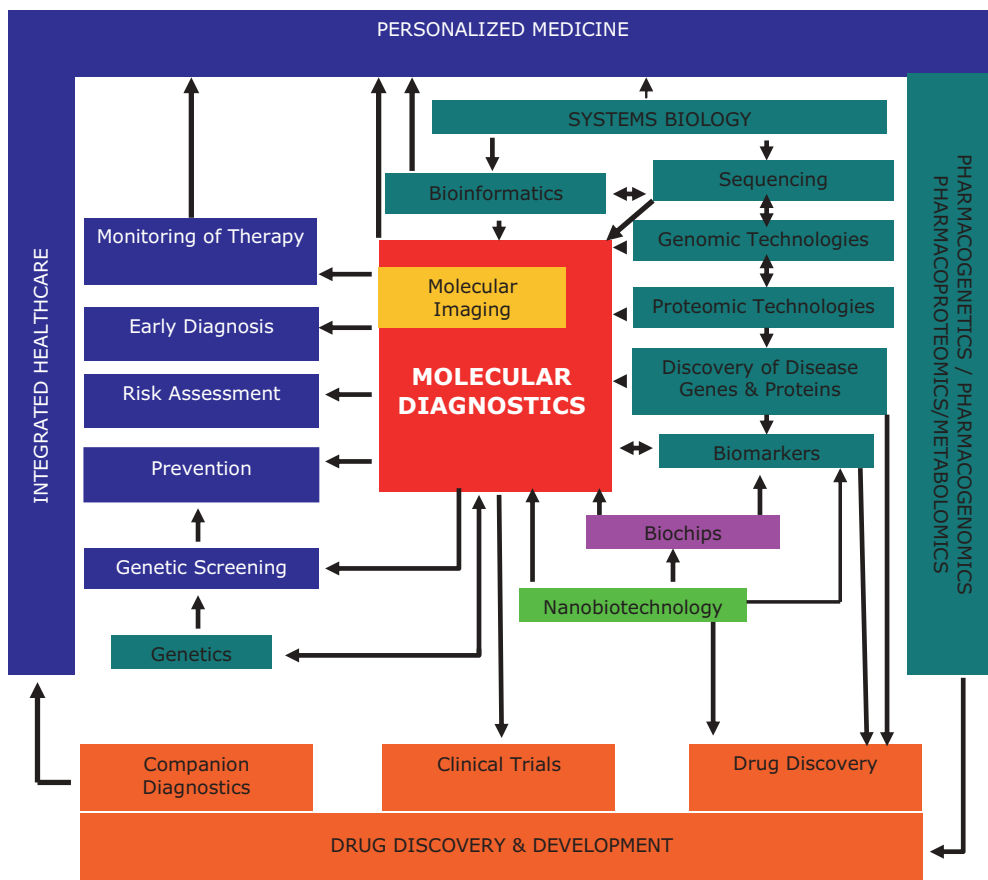 PERSONALIZED MEDICINE
SYSTEMS BIOLOGY
Bioinformatics
Sequencing
Monitoring of Therapy
Genomic Technologies
Molecular
Imaging
Proteomic Technologies
Early Diagnosis
MOLECULAR
DIAGNOSTICS
Discovery of Disease
Genes & Proteins
Risk Assessment
Biomarkers
Prevention
Biochips
Genetic Screening
Nanobiotechnology
Genetics
INTEGRATED HEALTHCARE
PHARMACOGENETICS / PHARMACOGENOMICS
PHARMACOPROTEOMICS/METABOLOMICS
Companion
Diagnostics
Clinical Trials
Drug Discovery
DRUG DISCOVERY & DEVELOPMENT